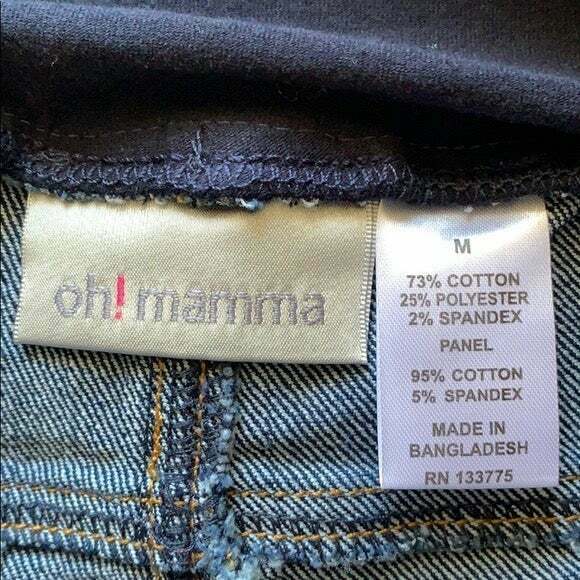 oh! mamma
M
73% COTTON
25% POLYESTER
2% SPANDEX
PANEL
95% COTTON
5% SPANDEX
MADE IN
BANGLADESH
RN 133775